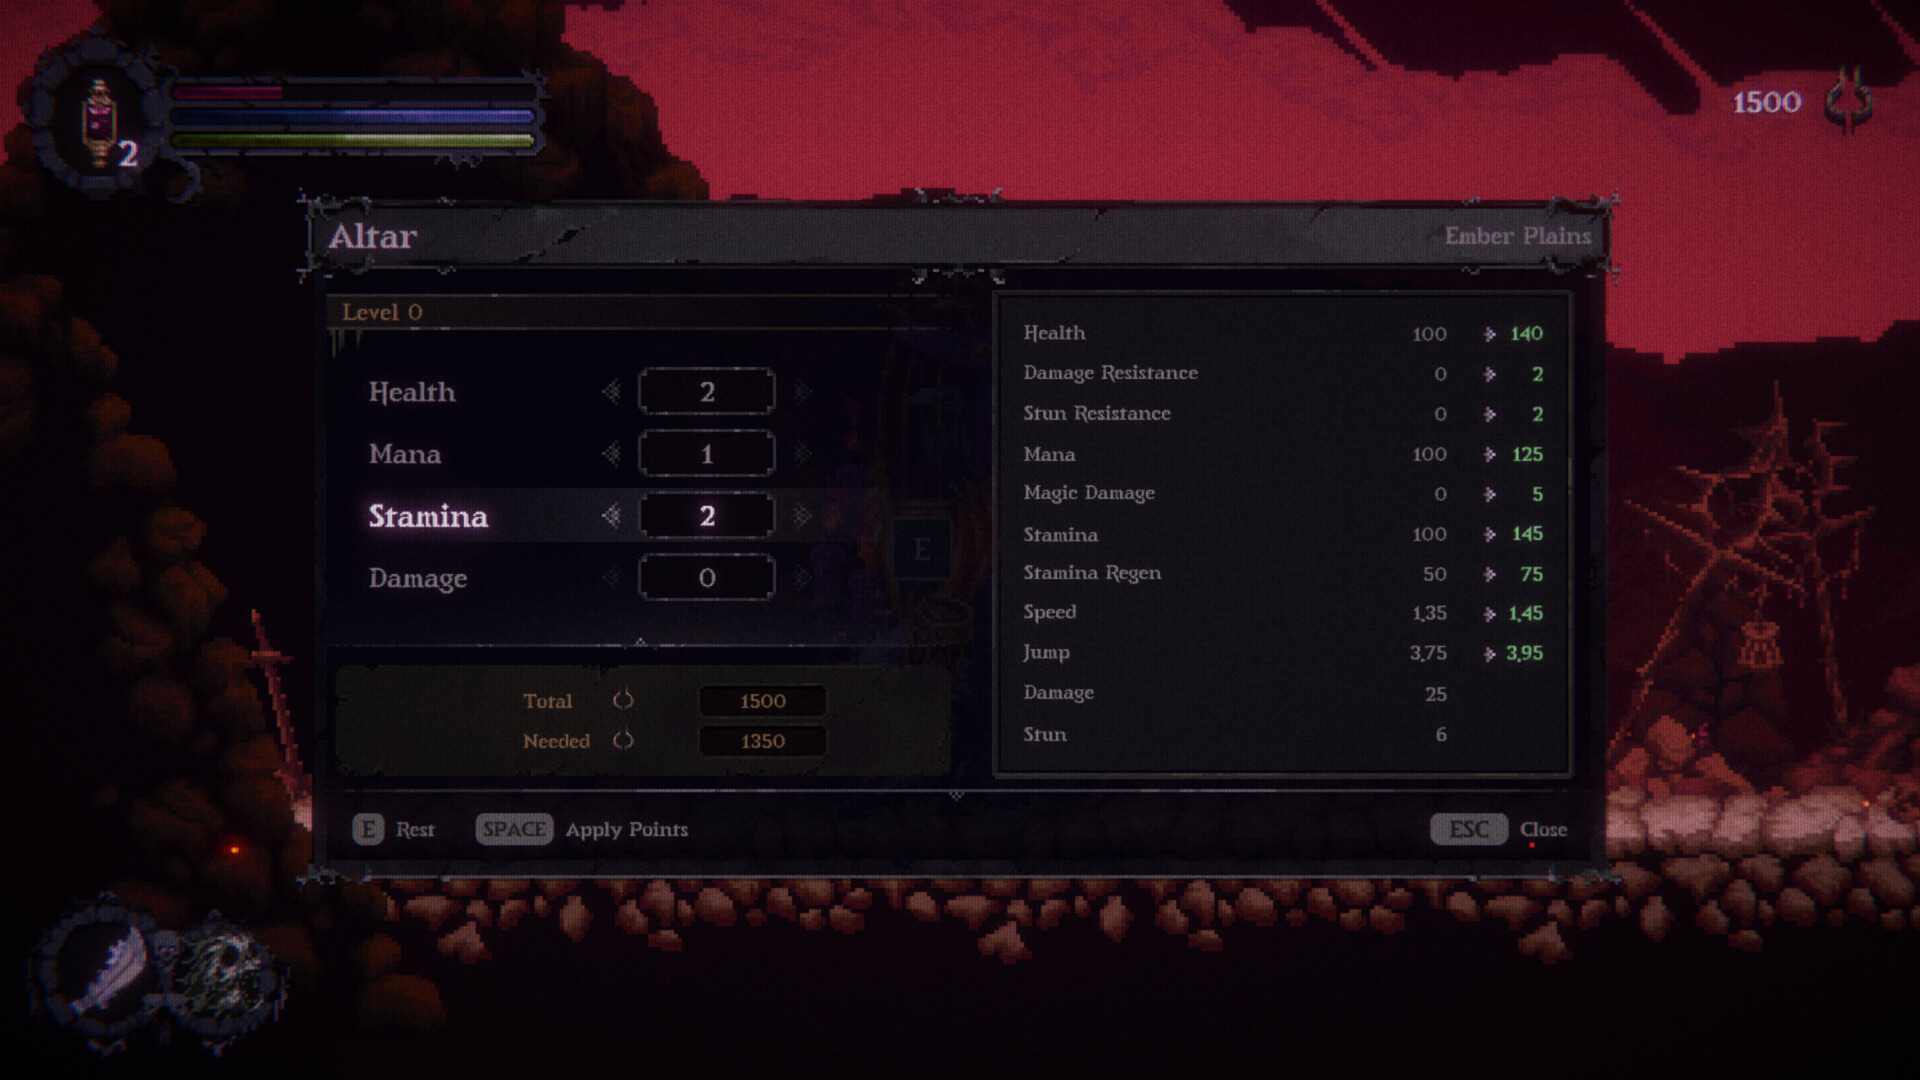 2
1500
Altar
Ember Plains
Level 0
Health 2
Mana 1
Stamina 2
Damage 0
E
Total 1500
Needed 1350
Health 100 140
Damage Resistance 0 2
Stun Resistance 0 2
Mana 100 125
Magic Damage 0 5
Stamina 100 145
Stamina Regen 50 75
Speed 1,35 1,45
Jump 3,75 3,95
Damage 25
Stun 6
E Rest SPACE Apply Points ESC Close